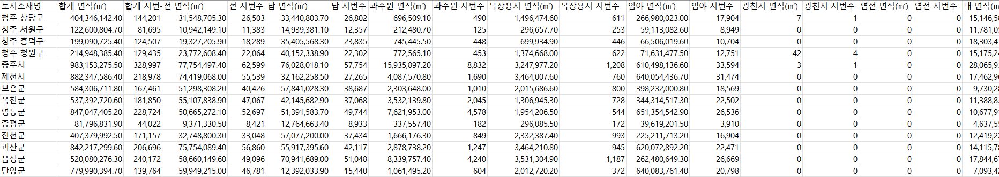 토지소재명 합계 면적(㎡) 합계 지번수 전 면적(㎡) 전 지번수 답 면적(㎡) 답 지번수 과수원 면적(㎡) 과수원 지번수 목장용지 면적(㎡) 목장용지 지번수 임야 면적(㎡) 임야 지번수 광천지 면적(㎡) 광천지 지번수 염전 면적(㎡) 염전 지번수 대 면적(㎡
청주 상당구 404,346,142.40 144,201 31,548,705.30 26,503 33,440,803.70 26,802 696,509.10 490 1,496,474.60 611 266,980,023.00 17,904 7 1 0 0 15,146,58
청주 서원구 122,600,804.70 81,695 10,942,149.10 11,383 14,939,381.10 12,357 212,480.70 125 296,657.70 253 59,113,082.60 8,949 0 0 0 0 11,781,05
청주 흥덕구 199,090,725.40 124,507 19,327,205.90 18,289 35,405,568.30 23,835 745,445.50 448 699,934.90 446 66,506,019.60 10,704 0 0 0 0 18,303,41
청주 청원구 214,948,385.40 129,435 23,772,608.40 22,064 40,152,338.90 22,302 772,565.10 453 1,374,668.00 622 71,631,477.50 12,751 42 4 0 0 15,175,24
충주시 983,153,275.50 328,997 77,754,497.40 62,599 76,028,018.10 57,754 15,935,897.20 8,832 3,247,977.20 1,208 610,498,136.60 33,594 3 1 0 0 28,065,93
제천시 882,347,586.40 218,978 74,419,068.00 55,539 32,162,258.50 27,265 4,087,570.80 1,690 3,464,007.60 760 640,054,436.70 31,474 0 0 0 0 17,462,96
보은군 584,306,711.80 167,461 51,298,308.20 40,426 57,841,028.30 38,687 2,303,648.00 1,010 2,015,686.60 800 398,232,000.80 18,569 0 0 0 0 9,730,28
옥천군 537,392,720.60 181,850 55,107,838.90 47,067 42,145,682.90 37,068 3,532,139.80 2,045 1,306,945.30 728 344,314,517.30 22,502 0 0 0 0 11,388,83
영동군 847,047,405.20 228,724 50,665,272.10 52,697 51,391,583.70 49,744 7,621,953.00 4,578 1,954,206.50 544 651,354,542.90 26,536 0 0 0 0 10,677,91
증평군 81,796,831.90 44,022 9,371,330.50 8,421 12,764,663.40 8,933 337,557.40 182 296,085.50 172 39,619,201.50 3,910 0 0 0 0 4,637,55
진천군 407,379,992.50 171,157 32,748,800.30 33,048 57,077,200.00 37,434 1,666,176.30 849 2,332,387.40 993 225,211,713.20 16,904 0 0 0 0 12,419,22
괴산군 842,217,299.60 206,696 75,754,089.40 56,860 55,917,395.60 42,117 2,878,738.20 1,247 3,464,210.80 945 620,072,892.20 22,471 0 0 0 0 14,115,78
음성군 520,080,276.30 240,172 58,660,149.60 49,096 70,941,689.00 51,048 8,339,757.40 4,240 3,531,304.90 1,187 262,480,649.30 26,669 0 0 0 0 17,844,67
단양군 779,990,394.70 139,764 59,949,215.00 46,781 12,392,033.90 15,440 1,061,495.20 604 2,012,720.20 372 640,083,761.40 20,798 0 0 0 0 7,093,42